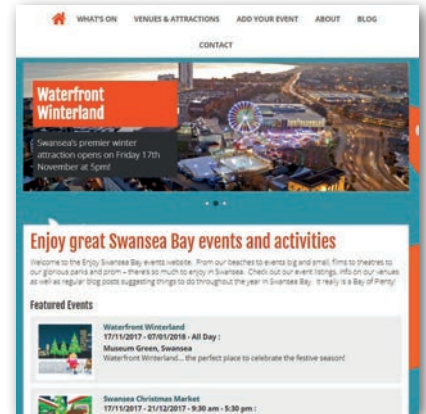 WHAT'S ON VENUES & ATTRACTIONS ADD YOUR EVENT ABOUT BLOG
CONTACT
Waterfront
Winterland
Swansea's premier winter
attraction opens on Friday 17th
November at 5pm!
Enjoy great Swansea Bay events and activities
Welcome to the Enjoy Swansea Bay events website. From our beaches to events big and small, films to theatres to
our glorious parks and prom – there's so much to enjoy in Swansea. Check out our event listings, info on our venues
as well as regular blog posts suggesting things to do throughout the year in Swansea Bay. It really is a Bay of Plenty!
Featured Events
Waterfront Winterland
17/11/2017 - 07/01/2018 - All Day :
Museum Green, Swansea
Waterfront Winterland... the perfect place to celebrate the festive season!
Swansea Christmas Market
17/11/2017 - 21/12/2017 - 9:30 am - 5:30 pm :